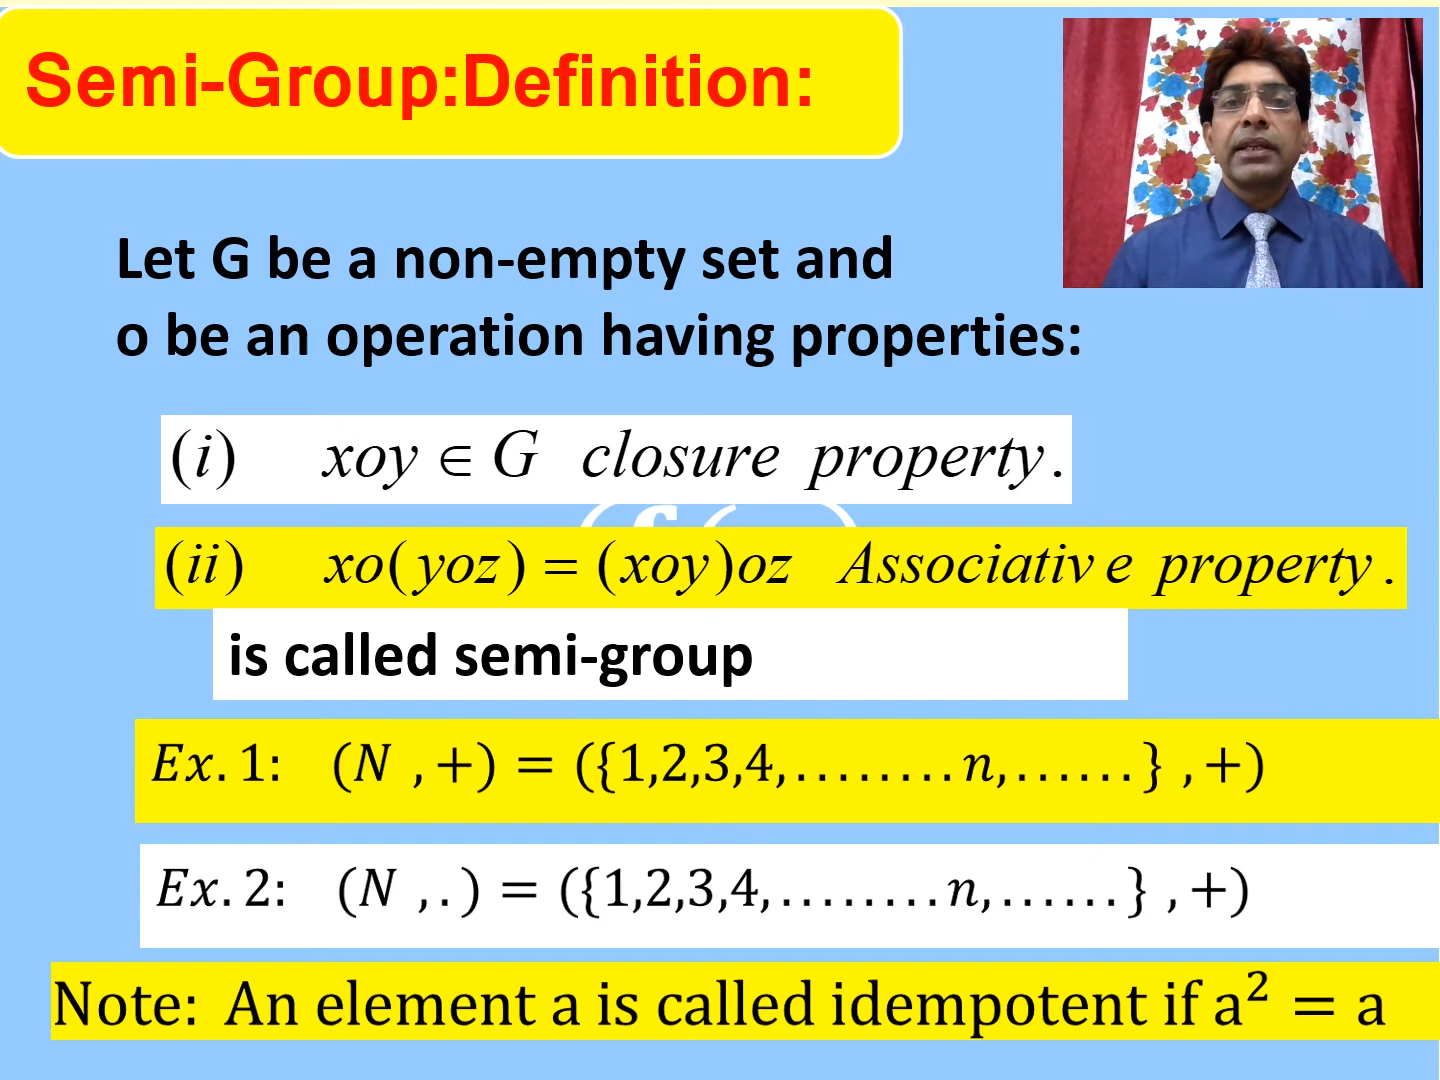 Semi-Group:Definition:
Let G be a non-empty set and
o be an operation having properties:
(i) xoy ∈ G closure property.
(ii) xo( yoz ) = (xoy)oz Associativ e property.
is called semi-group
Ex. 1: (N , +) = ({1,2,3,4, . . . . . . . . n, . . . . . . } , +)
Ex. 2: (N , . ) = ({1,2,3,4, . . . . . . . . n, . . . . . . } , +)
Note: An element a is called idempotent if a² = a